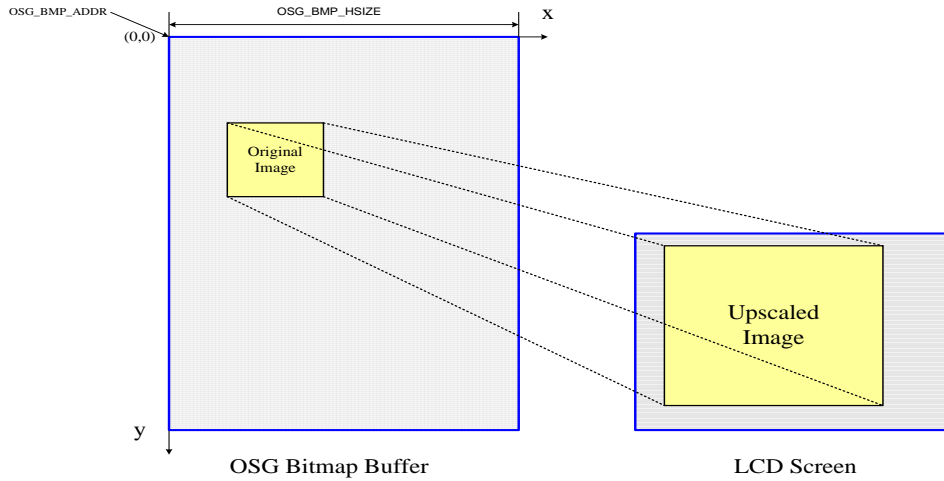 OSG_BMP_ADDR
OSG_BMP_HSIZE
x
(0,0)
Original
Image
Upscaled
Image
y
OSG Bitmap Buffer
LCD Screen